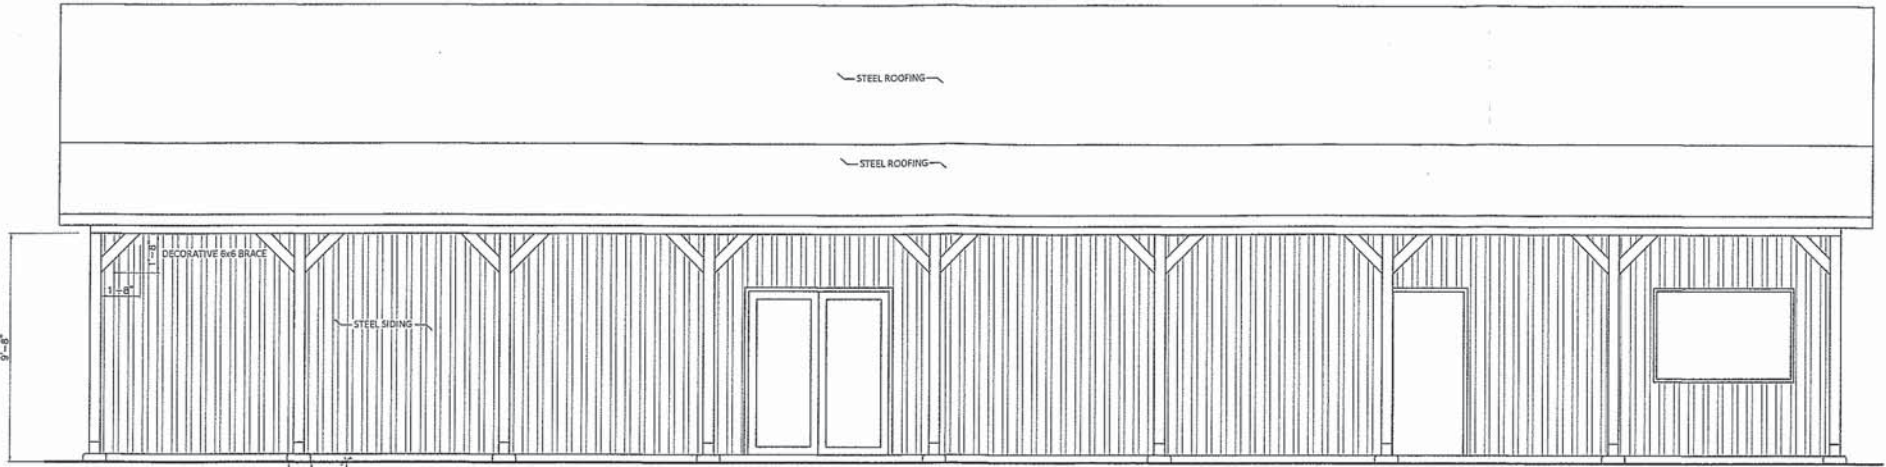 STEEL ROOFING
STEEL ROOFING
1'-8"
DECORATIVE 6x6 BRACE
1'-8"
STEEL SIDING
9'-8"